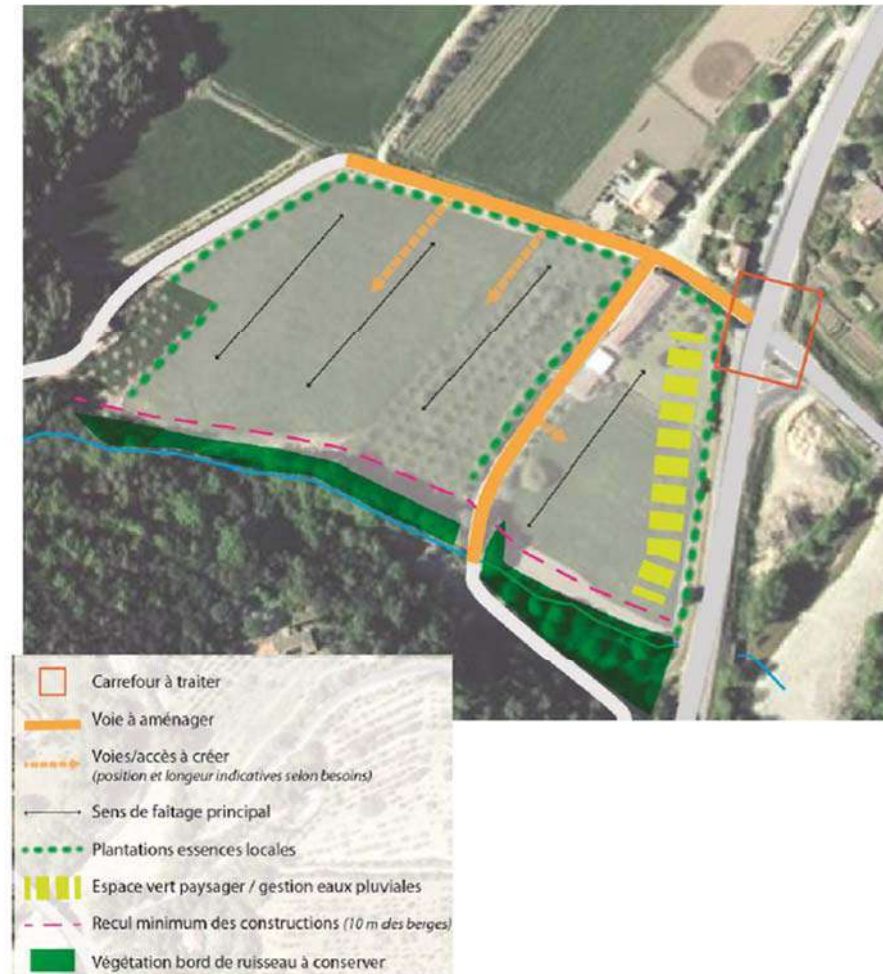 Carrefour à traiter
Voie à aménager
Voies/accès à créer
(position et longueur indicatives selon besoins)
Sens de faîtage principal
Plantations essences locales
Espace vert paysager / gestion eaux pluviales
Recul minimum des constructions (10 m des berges)
Végétation bord de ruisseau à conserver